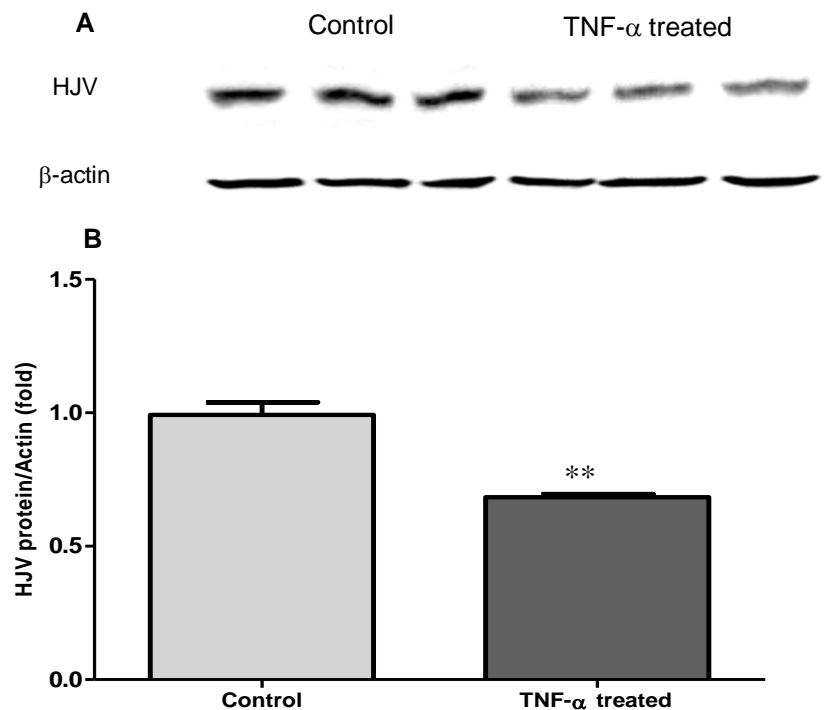 A
Control TNF-α treated
HJV
β-actin
B
1.5
1.0
0.5
0.0
HJV protein/Actin (fold)
**
Control TNF-α treated